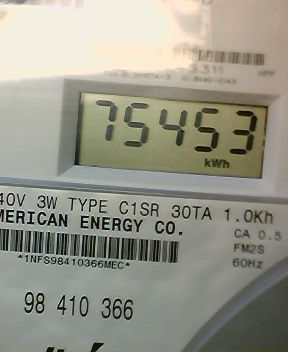 75453
kWh
40V 3W TYPE C1SR 30TA 1.0Kh
MERICAN ENERGY CO.
CA 0.5
FM2S
60Hz
*1NFS98410366MEC*
98 410 366